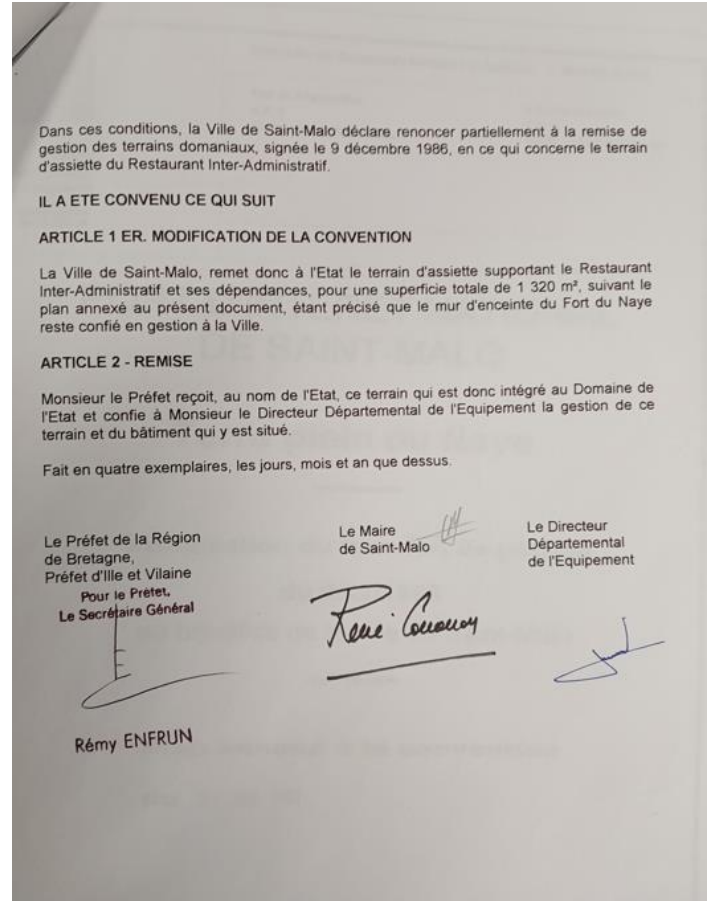 Dans ces conditions, la Ville de Saint-Malo déclare renoncer partiellement à la remise de
gestion des terrains domaniaux, signée le 9 décembre 1986, en ce qui concerne le terrain
d'assiette du Restaurant Inter-Administratif.
IL A ETE CONVENU CE QUI SUIT
ARTICLE 1 ER. MODIFICATION DE LA CONVENTION
La Ville de Saint-Malo, remet donc à l'Etat le terrain d'assiette supportant le Restaurant
Inter-Administratif et ses dépendances, pour une superficie totale de 1 320 m², suivant le
plan annexé au présent document, étant précisé que le mur d'enceinte du Fort du Naye
reste confié en gestion à la Ville.
ARTICLE 2 - REMISE
Monsieur le Préfet reçoit, au nom de l'Etat, ce terrain qui est donc intégré au Domaine de
l'Etat et confie à Monsieur le Directeur Départemental de l'Equipement la gestion de ce
terrain et du bâtiment qui y est situé.
Fait en quatre exemplaires, les jours, mois et an que dessus.
Le Préfet de la Région
de Bretagne,
Préfet d'Ille et Vilaine
Pour le Préfet,
Le Secrétaire Général
Rémy ENFRUN
Le Maire
de Saint-Malo
René
Le Directeur
Départemental
de l'Equipement